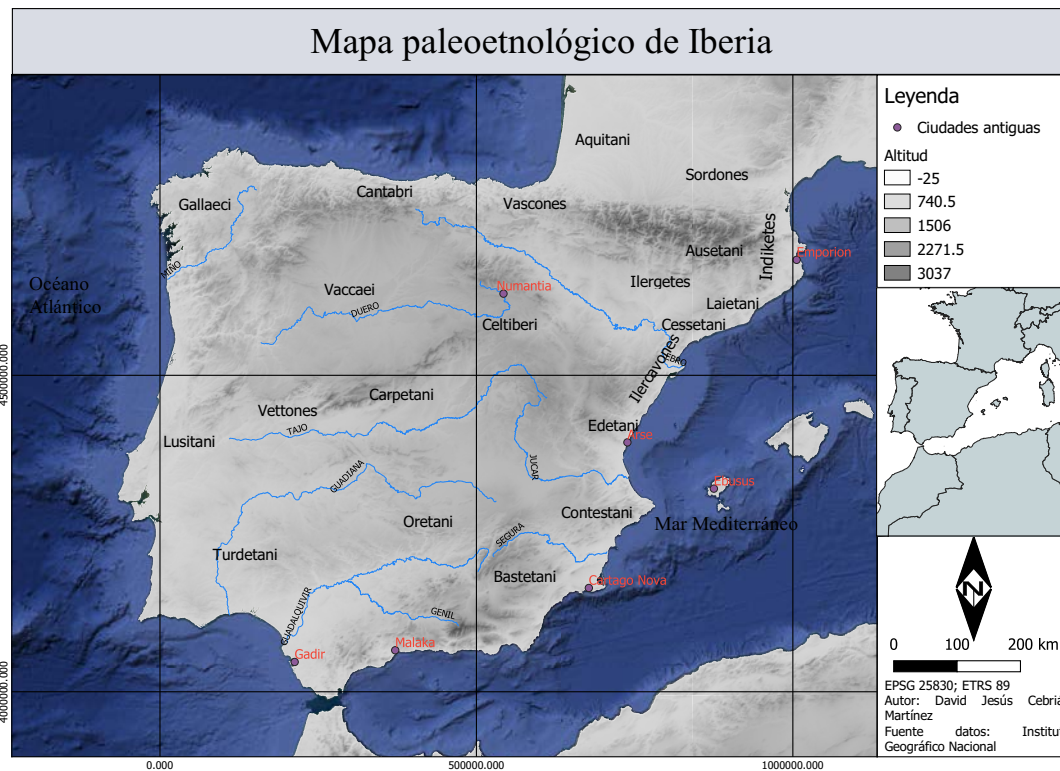 Mapa paleoetnológico de Iberia
Leyenda
Ciudades antiguas
Altitud
-25
740.5
1506
2271.5
3037
Aquitani
Sordones
Cantabri
Vascones
Gallaeci
Indiketes
Ausetani
Emporion
MIÑO
Ilergetes
Océano
Atlántico
Vaccaei
Numantia
DUERO
Laietani
Celtiberi
Cessetani
Ilercavones
EBRO
Carpetani
Vettones
TAJO
Lusitani
Edetani
Arse
JUCAR
GUADIANA
Ebusus
Contestani
Mar Mediterráneo
Oretani
SEGURA
Turdetani
Bastetani
Cartago Nova
GUADALQUIVIR
GENIL
Malaka
Gadir
4500000.000
4000000.000
0.000
500000.000
1000000.000
N
0 100 200 km
EPSG 25830; ETRS 89
Autor: David Jesús Cebria
Martínez
Fuente datos: Institut
Geográfico Nacional